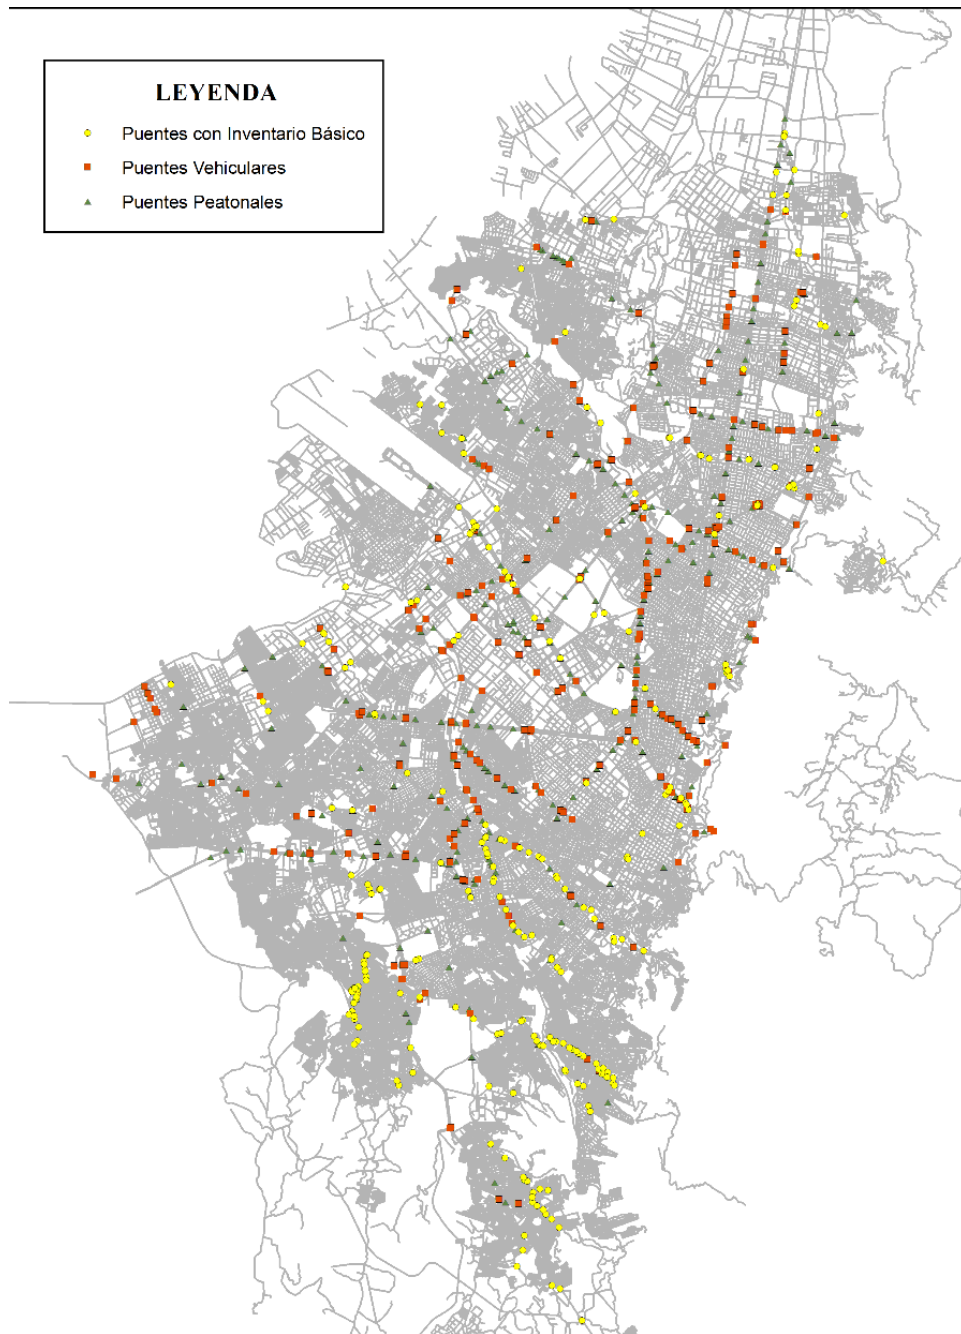 LEYENDA
Puentes con Inventario Básico
Puentes Vehiculares
Puentes Peatonales